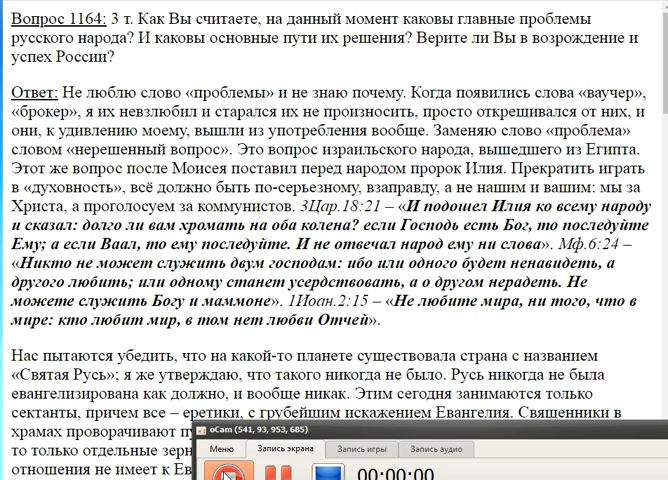 Вопрос 1164: 3 т. Как Вы считаете, на данный момент каковы главные проблемы
русского народа? И каковы основные пути их решения? Верите ли Вы в возрождение и
успех России?
Ответ: Не люблю слово «проблемы» и не знаю почему. Когда появились слова «ваучер»,
«брокер», я их невзлюбил и старался их не произносить, просто открещивался от них, и
они, к удивлению моему, вышли из употребления вообще. Заменяю слово «проблема»
словом «нерешенный вопрос». Это вопрос израильского народа, вышедшего из Египта.
Этот же вопрос после Моисея поставил перед народом пророк Илия. Прекратить играть
в «духовность», всё должно быть по-серьезному, взаправду, а не нашим и вашим: мы за
Христа, а проголосуем за коммунистов. 3Цар.18:21 – «И подошел Илия ко всему народу
и сказал: долго ли вам хромать на оба колена? если Господь есть Бог, то последуйте
Ему; а если Ваал, то ему последуйте. И не отвечал народ ему ни слова». Мф.6:24 –
«Никто не может служить двум господам: ибо или одного будет ненавидеть, а
другого любить; или одному станет усердствовать, а о другом нерадеть. Не
можете служить Богу и маммоне». 1Иоан.2:15 – «Не любите мира, ни того, что в
мире: кто любит мир, в том нет любви Отчей».
Нас пытаются убедить, что на какой-то планете существовала страна с названием
«Святая Русь»; я же утверждаю, что такого никогда не было. Русь никогда не была
евангелизирована как должно, и вообще никак. Этим сегодня занимаются только
сектанты, причем все – еретики, с грубейшим искажением Евангелия. Священники в
храмах проворачивают
то только отдельные
отношения не имеет к
oCam (541, 93, 953, 685)
Меню Запись экрана Запись игры Запись аудио
00:00:00